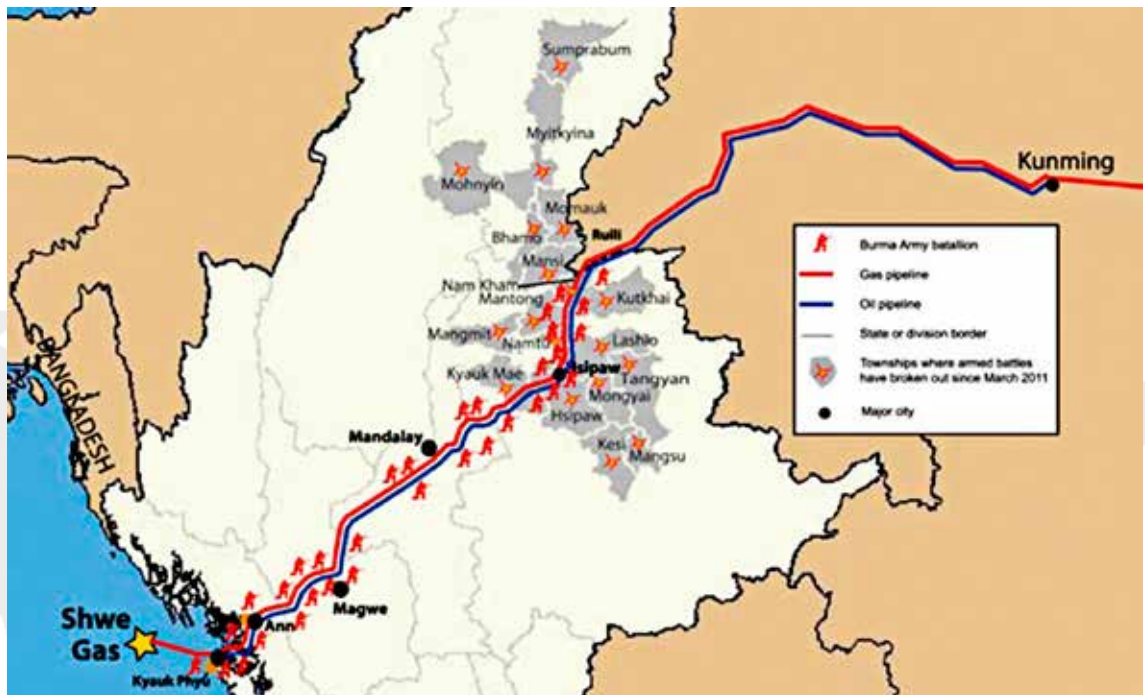 Sumprabum
Myitkyina
Kunming
Mohnyin
Momauk
Bhamo
Ruili
Mansi
Nam Kham
Mantong
Kutkhai
Mangmit
Namtu
Lashio
Kyauk Mae
Hsipaw
Tangyan
Mongyai
Hsipaw
Mandalay
Kesi
Mangsu
BANGLADESH
Magwe
Shwe
Gas
Ann
Kyauk Phyu
Burma Army batallion
Gas pipeline
Oil pipeline
State or division border
Townships where armed battles
have broken out since March 2011
Major city